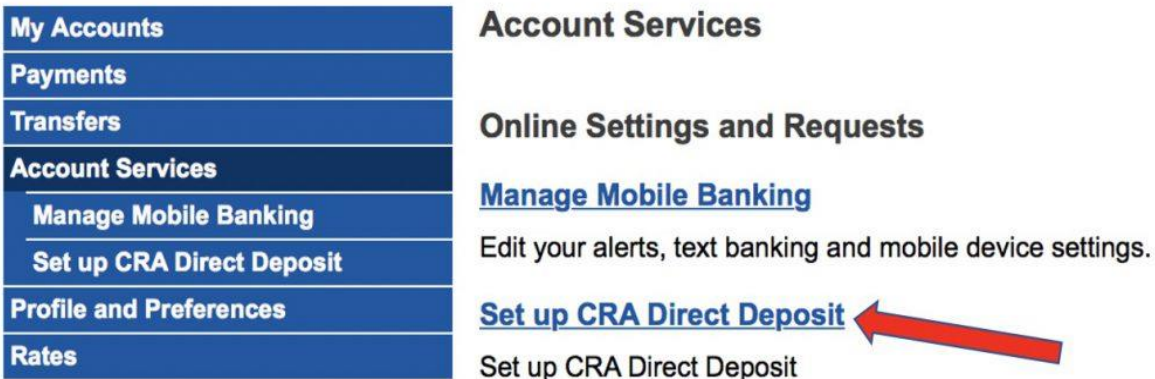 My Accounts
Payments
Transfers
Account Services
Manage Mobile Banking
Set up CRA Direct Deposit
Profile and Preferences
Rates
Account Services
Online Settings and Requests
Manage Mobile Banking
Edit your alerts, text banking and mobile device settings.
Set up CRA Direct Deposit
Set up CRA Direct Deposit